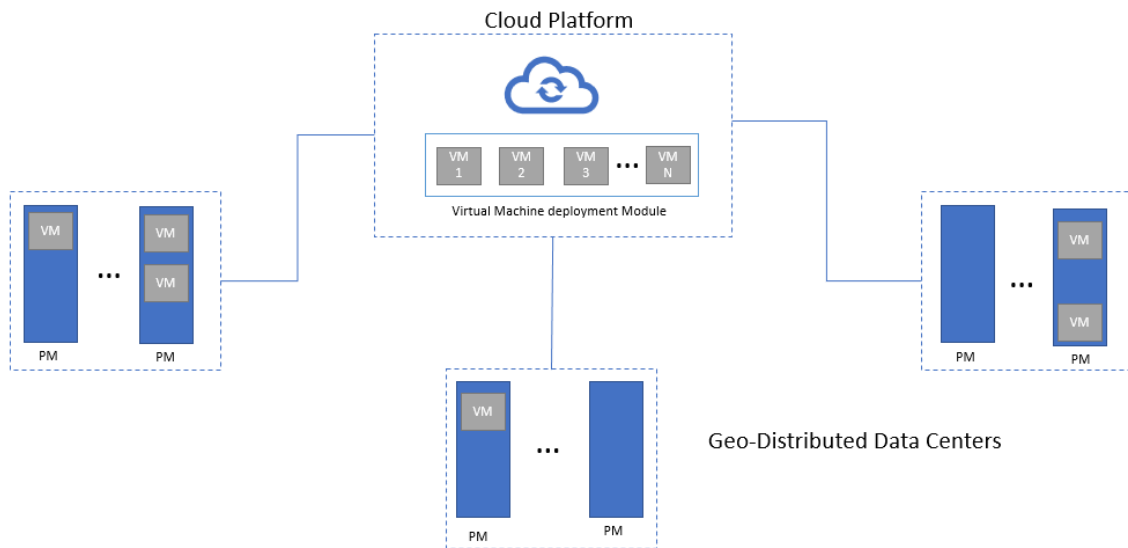 Cloud Platform
VM
1
VM
2
VM
3
...
VM
N
Virtual Machine deployment Module
VM
...
VM
VM
PM
PM
...
VM
VM
PM
PM
VM
...
PM
PM
Geo-Distributed Data Centers